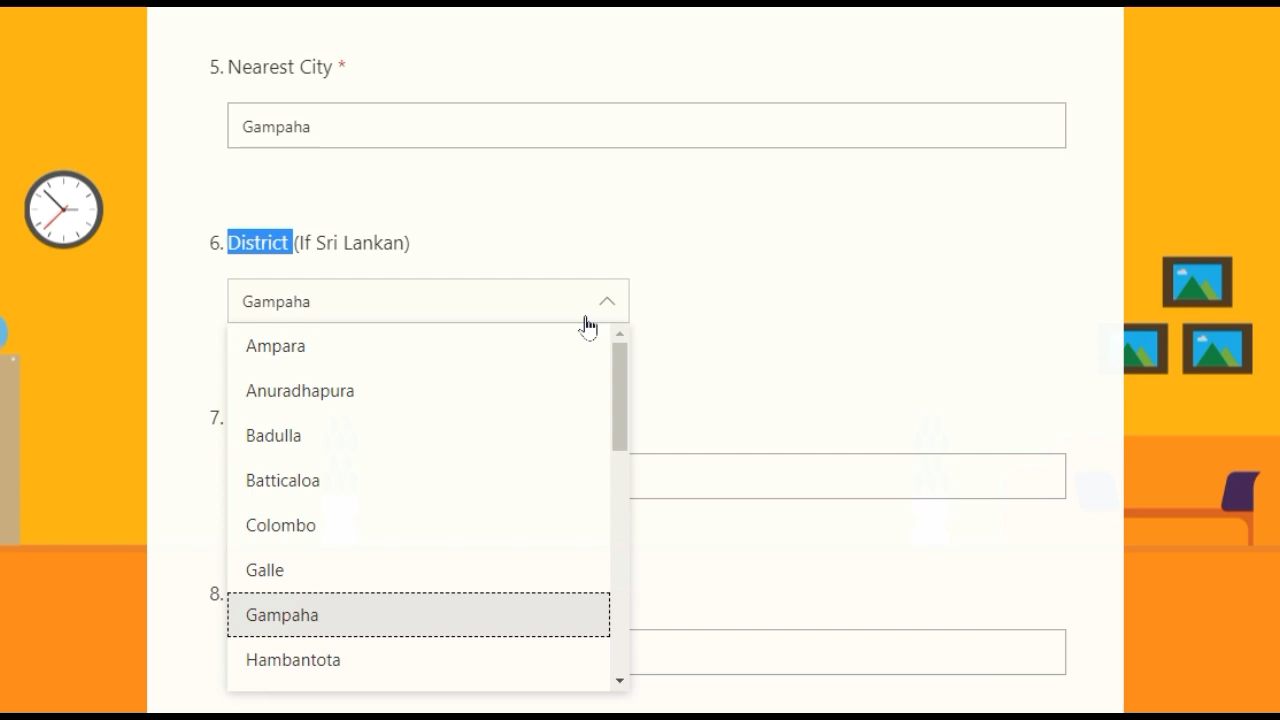 5. Nearest City *
Gampaha
6. District (If Sri Lankan)
Gampaha
Ampara
Anuradhapura
7.
Badulla
Batticaloa
Colombo
Galle
8.
Gampaha
Hambantota